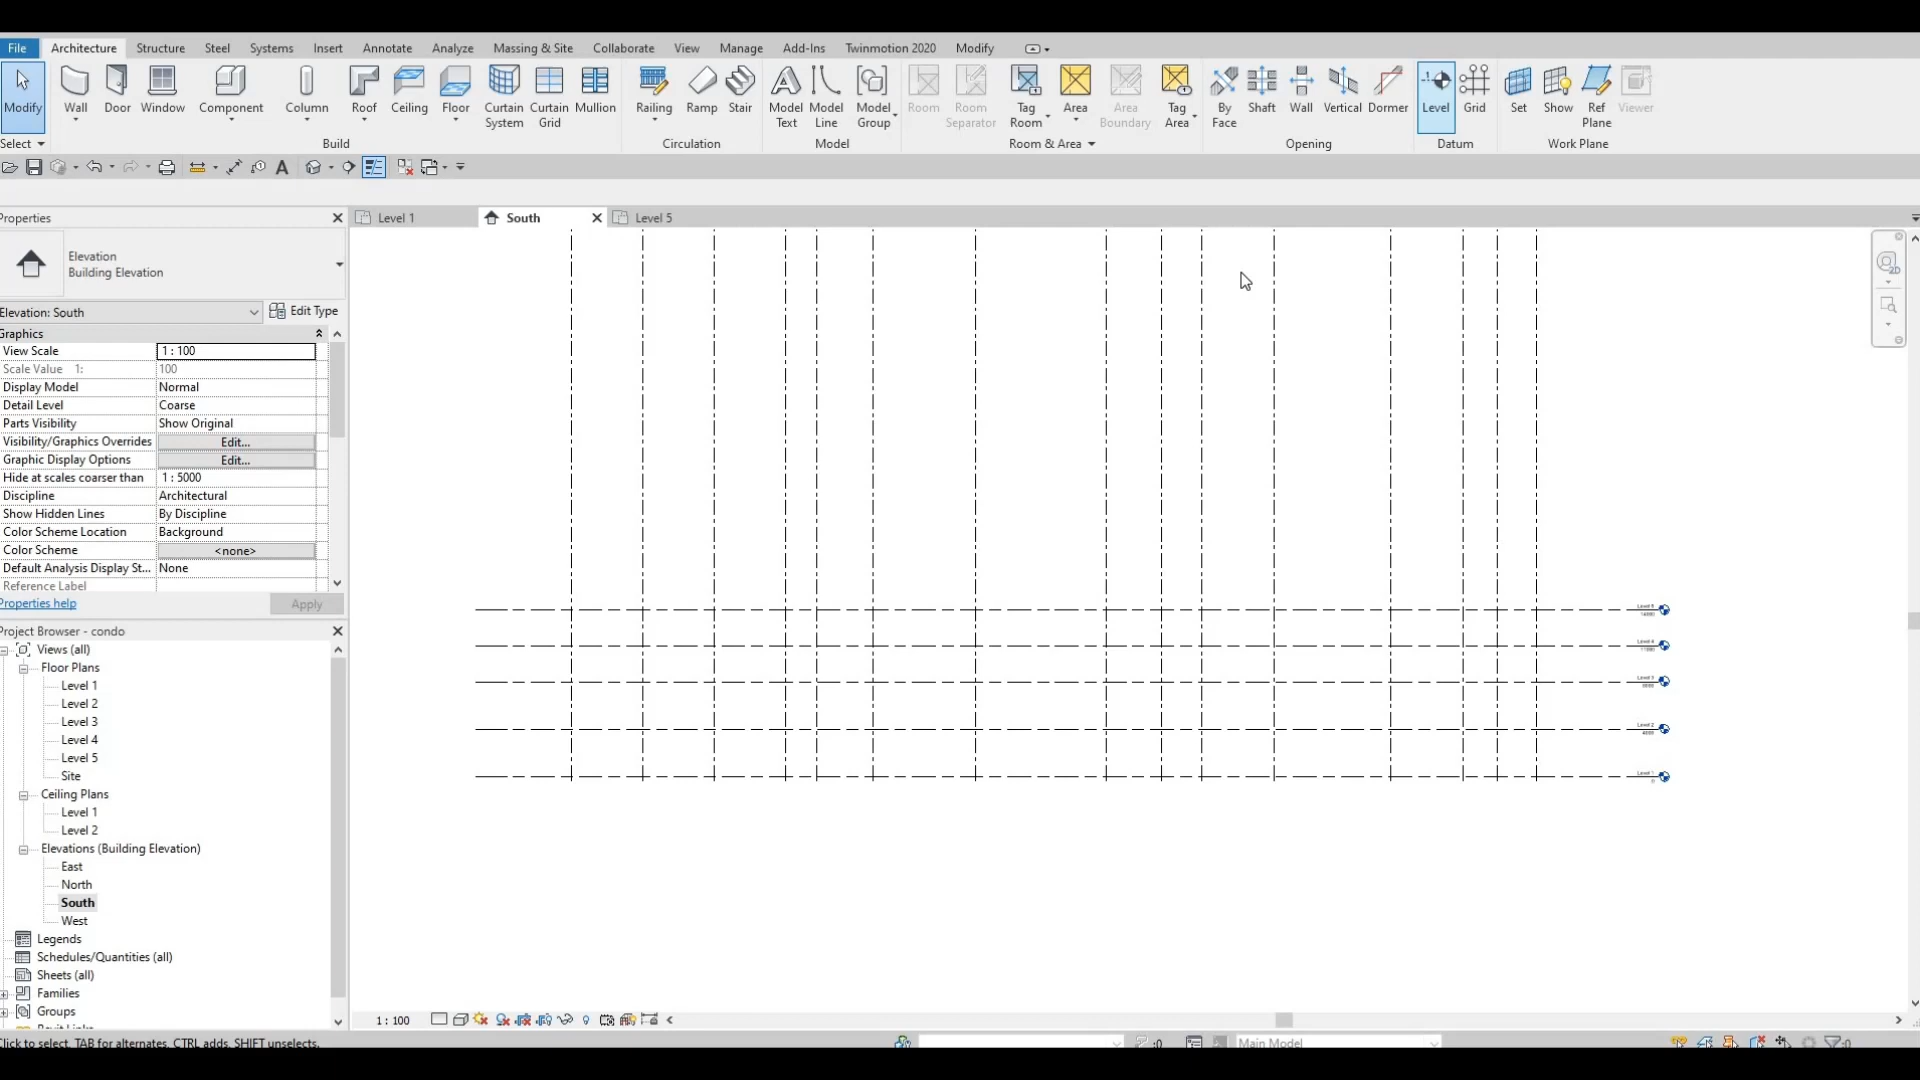 File Architecture Structure Steel Systems Insert Annotate Analyze Massing & Site Collaborate View Manage Add-Ins Twinmotion 2020 Modify
Modify Wall Door Window Component Column Roof Ceiling Floor Curtain System Curtain Grid Mullion Railing Ramp Stair Model Text Model Line Model Group Room Room Separator Tag Room Area Area Boundary Tag Area By Face Shaft Wall Vertical Dormer Level Grid Set Show Ref Plane Viewer
Select Build Circulation Model Room & Area Opening Datum Work Plane
Properties
Level 1 South Level 5
Elevation
Building Elevation
Elevation: South Edit Type
Graphics
View Scale 1 : 100
Scale Value 1: 100
Display Model Normal
Detail Level Coarse
Parts Visibility Show Original
Visibility/Graphics Overrides Edit...
Graphic Display Options Edit...
Hide at scales coarser than 1 : 5000
Discipline Architectural
Show Hidden Lines By Discipline
Color Scheme Location Background
Color Scheme <none>
Default Analysis Display St... None
Reference Label
Properties help Apply
Project Browser - condo
Views (all)
Floor Plans
Level 1
Level 2
Level 3
Level 4
Level 5
Site
Ceiling Plans
Level 1
Level 2
Elevations (Building Elevation)
East
North
South
West
Legends
Schedules/Quantities (all)
Sheets (all)
Families
Groups
1 : 100
Click to select, TAB for alternates, CTRL adds, SHIFT unselects. :0 Main Model :0